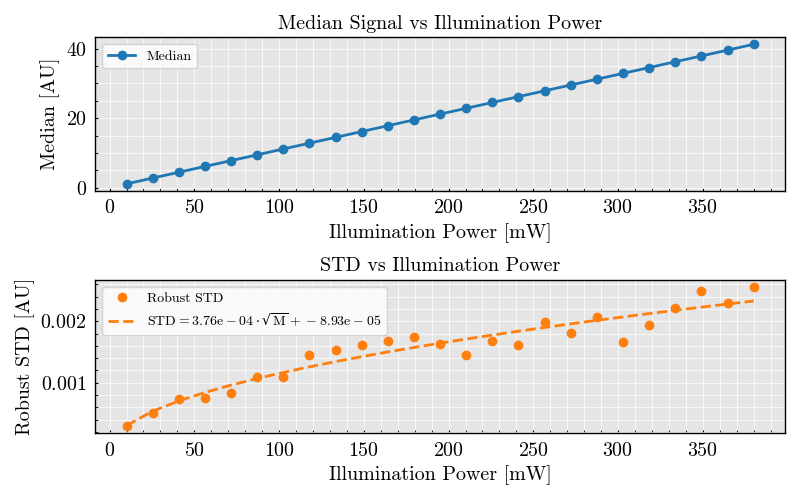 Median Signal vs Illumination Power
Median [AU]
40
20
0
Median
0 50 100 150 200 250 300 350
Illumination Power [mW]
STD vs Illumination Power
Robust STD [AU]
0.002
0.001
Robust STD
STD = 3.76e − 04 · √M + −8.93e − 05
0 50 100 150 200 250 300 350
Illumination Power [mW]